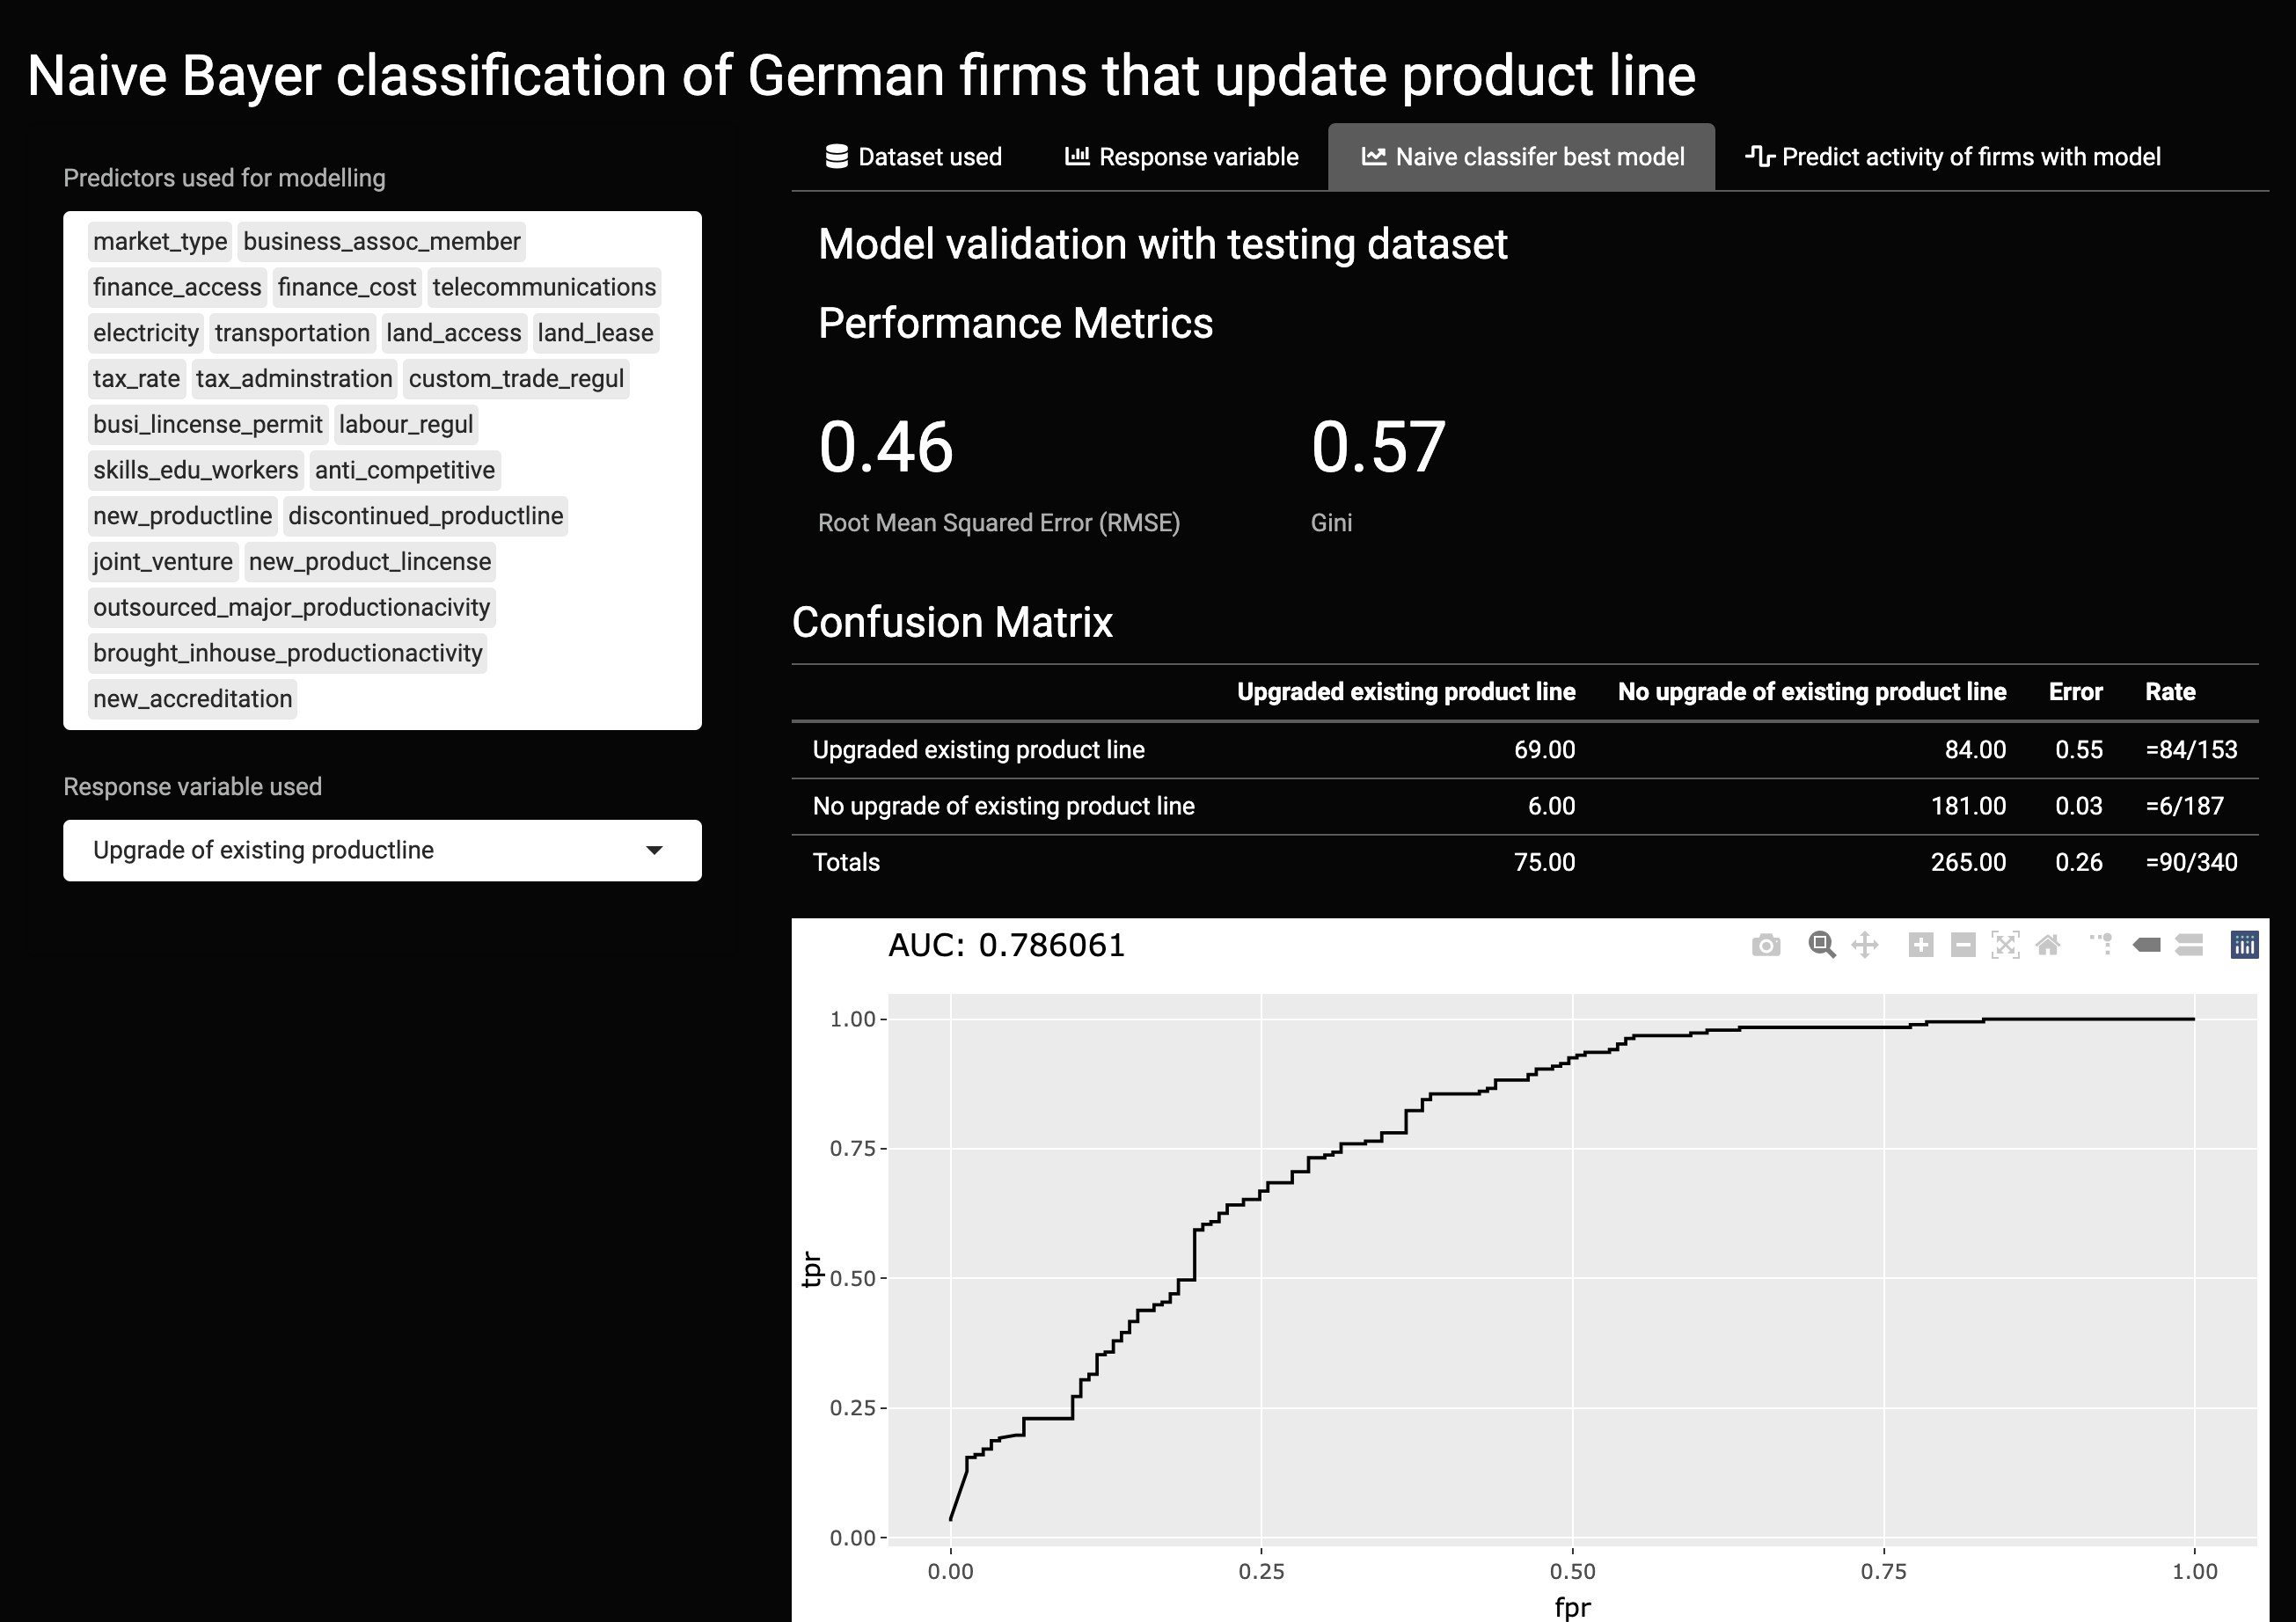 Naive Bayer classification of German firms that update product line
Predictors used for modelling
market_type business_assoc_member
finance_access finance_cost telecommunications
electricity transportation land_access land_lease
tax_rate tax_adminstration custom_trade_regul
busi_lincense_permit labour_regul
skills_edu_workers anti_competitive
new_productline discontinued_productline
joint_venture new_product_lincense
outsourced_major_productionacivity
brought_inhouse_productionactivity
new_accreditation
Response variable used
Upgrade of existing productline
Dataset used Response variable Naive classifer best model Predict activity of firms with model
Model validation with testing dataset
Performance Metrics
0.46 0.57
Root Mean Squared Error (RMSE) Gini
Confusion Matrix
Upgraded existing product line No upgrade of existing product line Error Rate
Upgraded existing product line 69.00 84.00 0.55 =84/153
No upgrade of existing product line 6.00 181.00 0.03 =6/187
Totals 75.00 265.00 0.26 =90/340
AUC: 0.786061
1.00
0.75
0.50
0.25
0.00
tpr
0.00 0.25 0.50 0.75 1.00
fpr